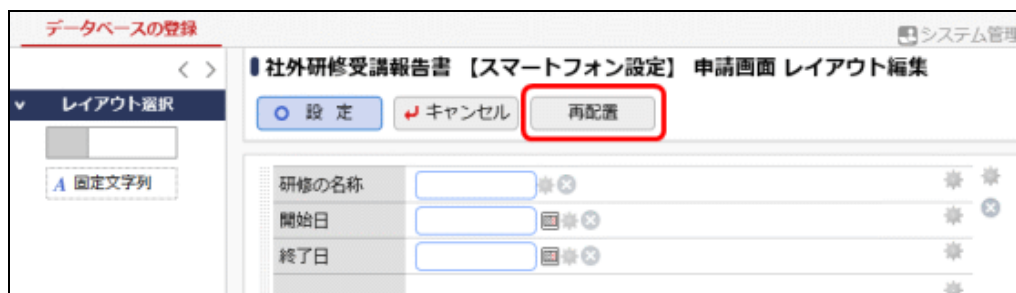 データベースの登録
システム管理
社外研修受講報告書 【スマートフォン設定】 申請画面 レイアウト編集
レイアウト選択
設 定
キャンセル
再配置
A 固定文字列
研修の名称
開始日
終了日